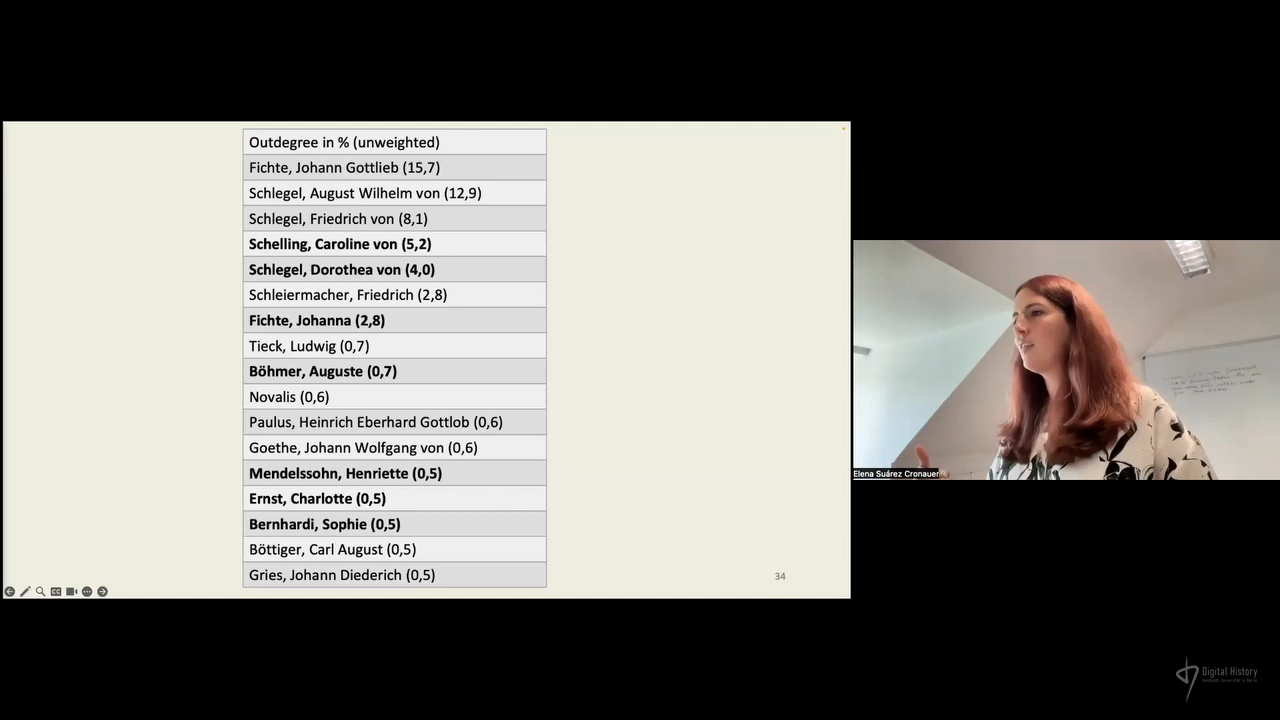 Outdegree in % (unweighted)
Fichte, Johann Gottlieb (15,7)
Schlegel, August Wilhelm von (12,9)
Schlegel, Friedrich von (8,1)
Schelling, Caroline von (5,2)
Schlegel, Dorothea von (4,0)
Schleiermacher, Friedrich (2,8)
Fichte, Johanna (2,8)
Tieck, Ludwig (0,7)
Böhmer, Auguste (0,7)
Novalis (0,6)
Paulus, Heinrich Eberhard Gottlob (0,6)
Goethe, Johann Wolfgang von (0,6)
Mendelssohn, Henriette (0,5)
Ernst, Charlotte (0,5)
Bernhardi, Sophie (0,5)
Böttiger, Carl August (0,5)
Gries, Johann Diederich (0,5)
34
Elena Suárez Cronauer
Digital History